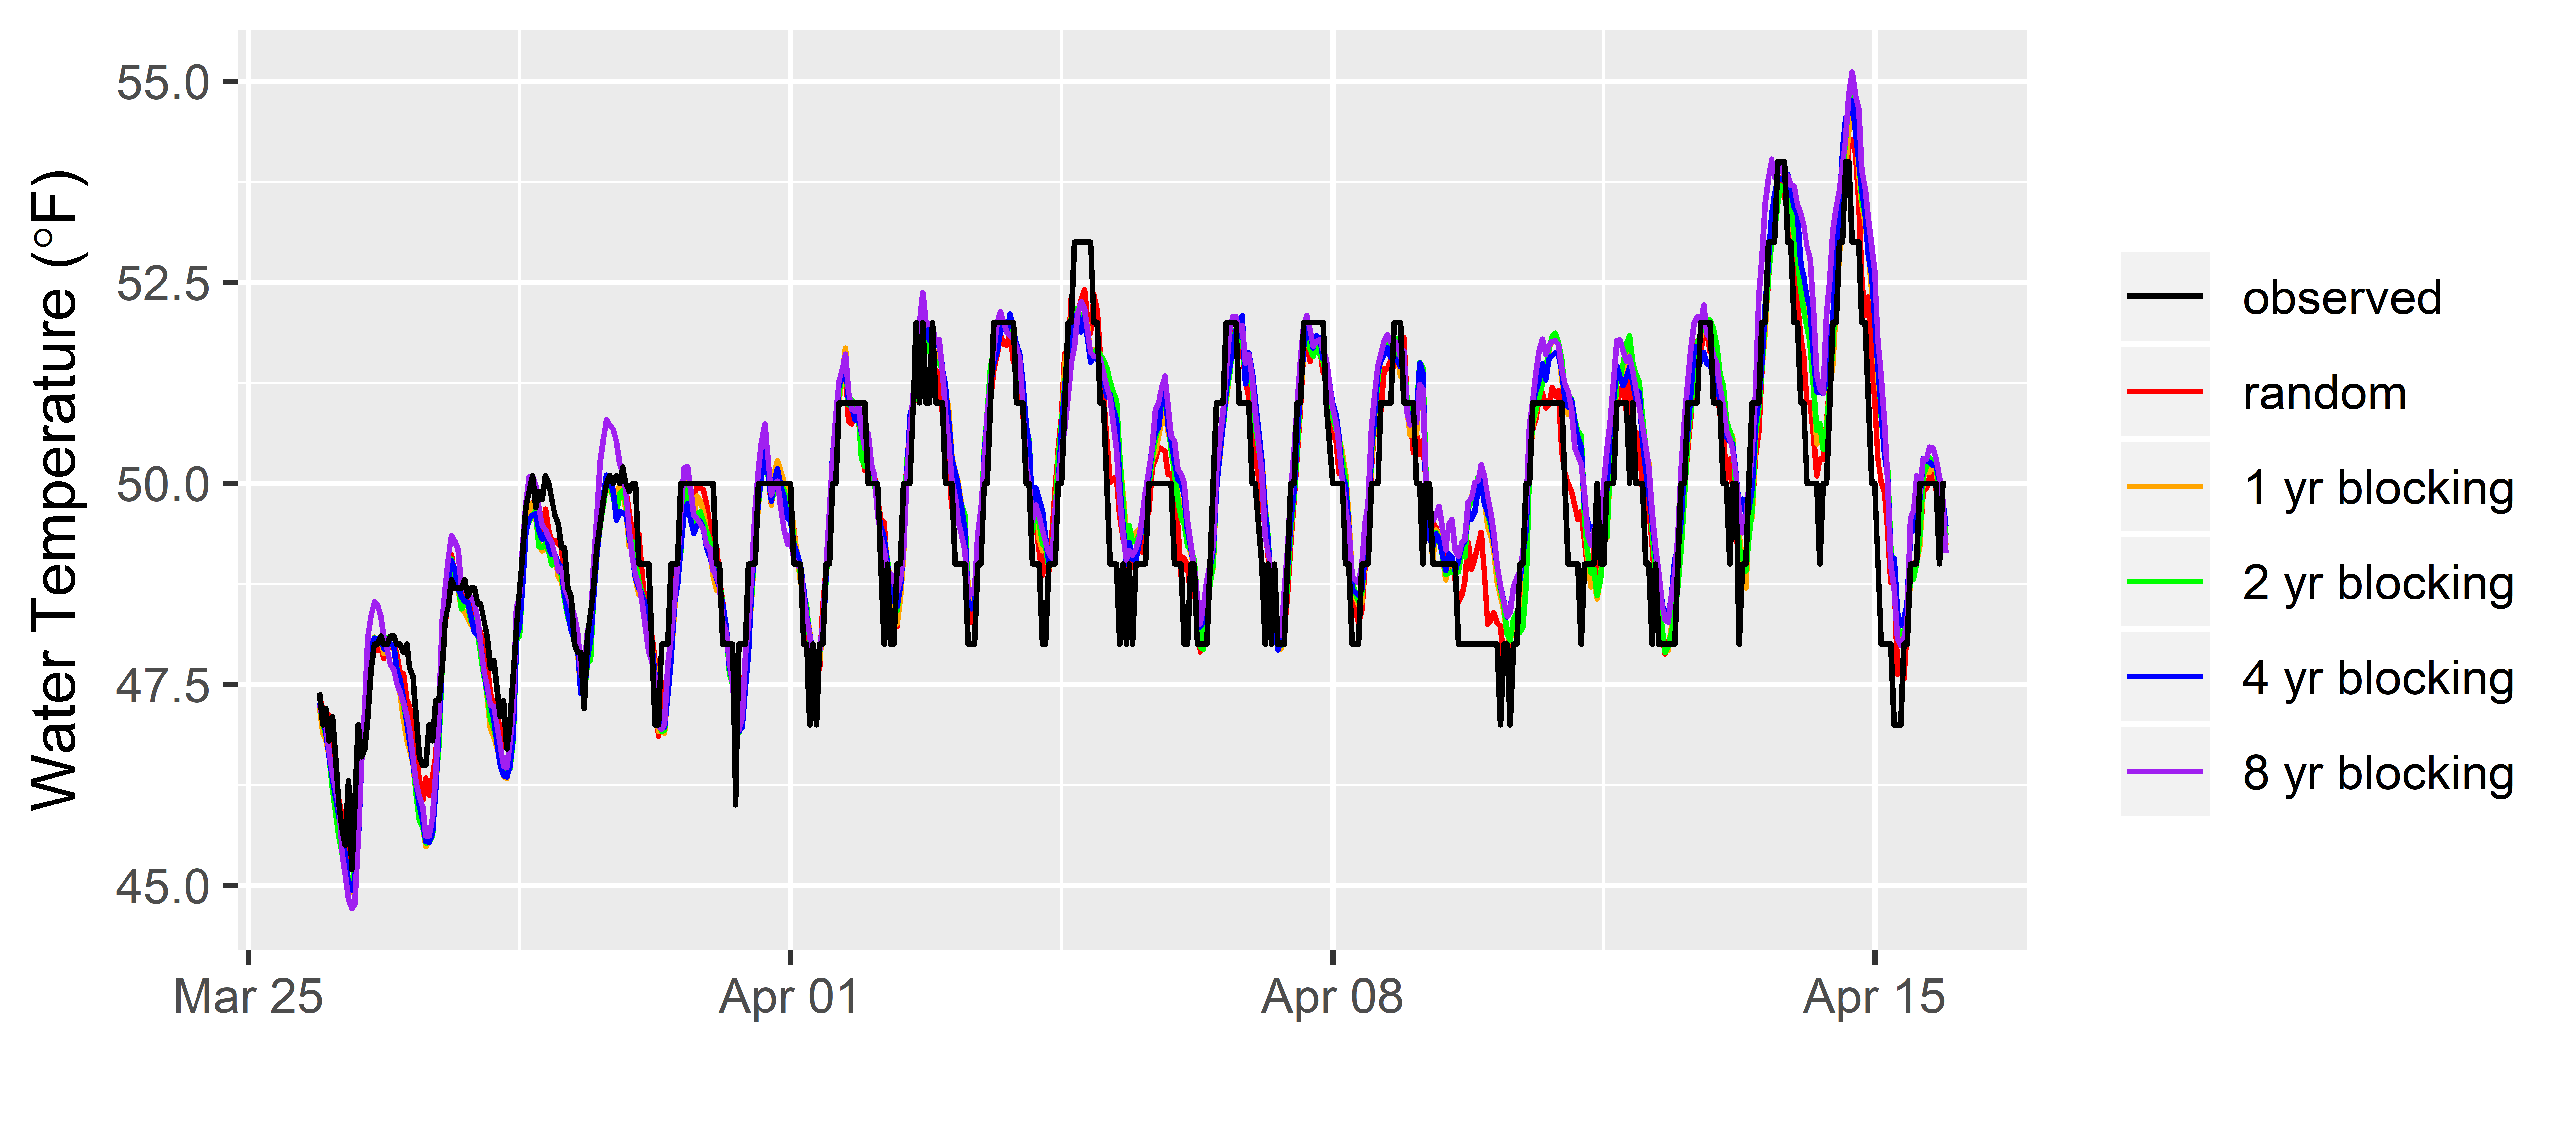 Water Temperature (°F)
55.0
52.5
50.0
47.5
45.0
Mar 25
Apr 01
Apr 08
Apr 15
observed
random
1 yr blocking
2 yr blocking
4 yr blocking
8 yr blocking